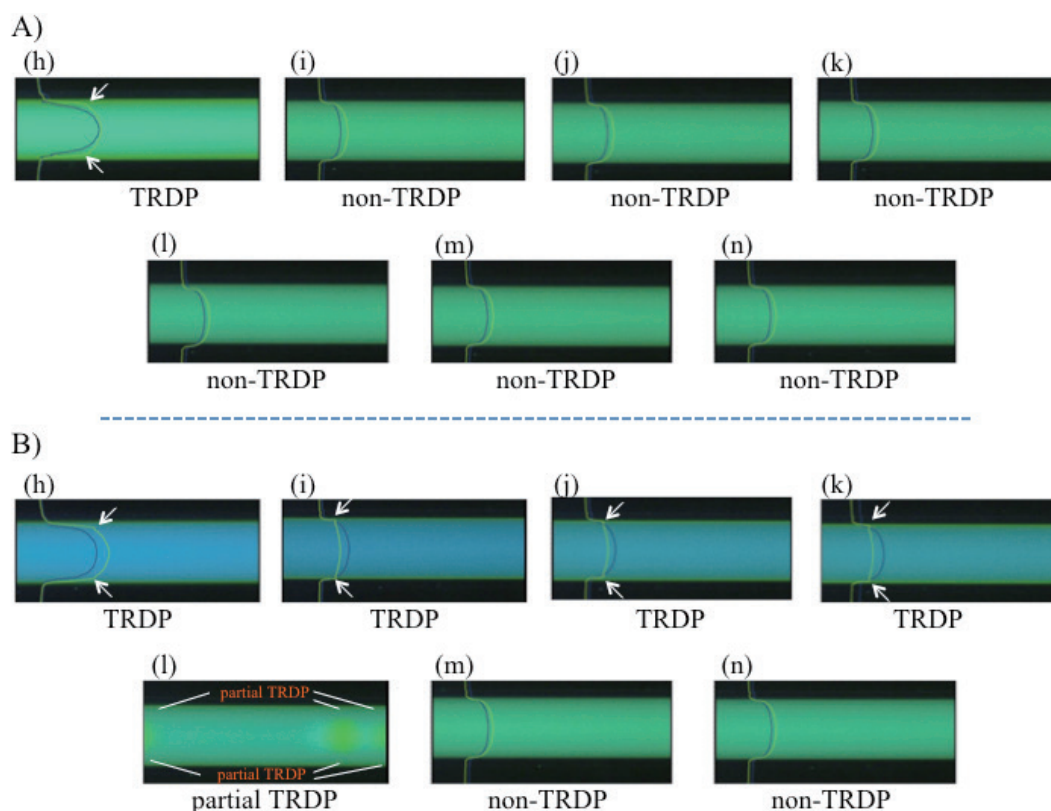 A)
(h) (i) (j) (k)
TRDP non-TRDP non-TRDP non-TRDP
(l) (m) (n)
non-TRDP non-TRDP non-TRDP
B)
(h) (i) (j) (k)
TRDP TRDP TRDP TRDP
(l) (m) (n)
partial TRDP
partial TRDP
partial TRDP non-TRDP non-TRDP